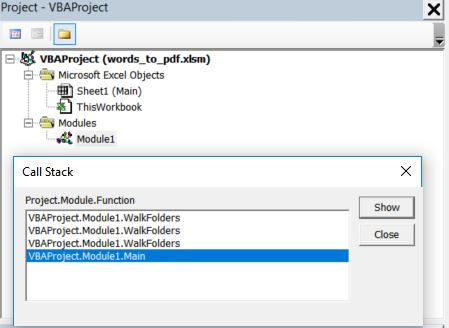 Project - VBAProject
VBAProject (words_to_pdf.xlsm)
Microsoft Excel Objects
Sheet1 (Main)
ThisWorkbook
Modules
Module1
Call Stack
Project.Module.Function
Show
VBAProject.Module1.WalkFolders
VBAProject.Module1.WalkFolders
Close
VBAProject.Module1.WalkFolders
VBAProject.Module1.Main